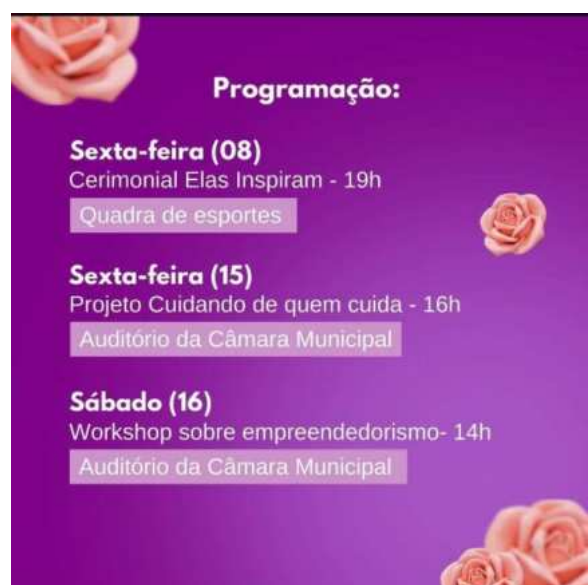 Programação:
Sexta-feira (08)
Cerimonial Elas Inspiram - 19h
Quadra de esportes
Sexta-feira (15)
Projeto Cuidando de quem cuida - 16h
Auditório da Câmara Municipal
Sábado (16)
Workshop sobre empreendedorismo- 14h
Auditório da Câmara Municipal